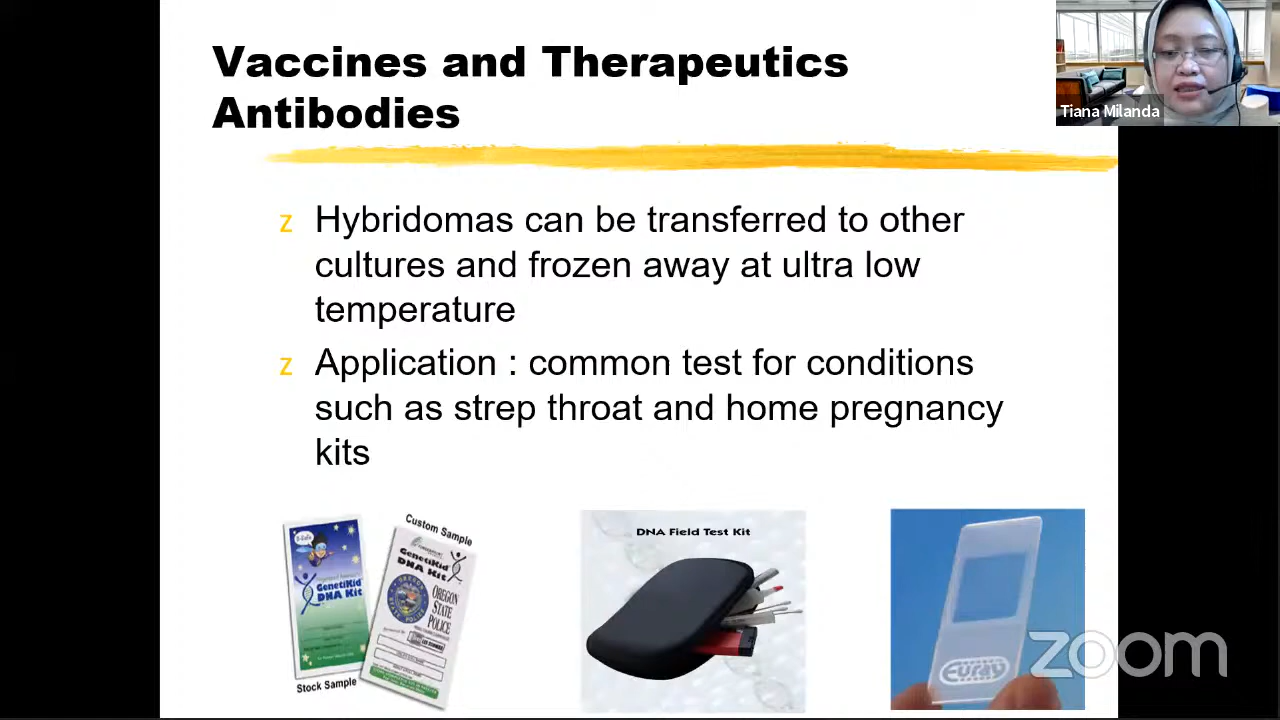 Vaccines and Therapeutics
Antibodies
Tiana Milanda
z Hybridomas can be transferred to other
cultures and frozen away at ultra low
temperature
z Application : common test for conditions
such as strep throat and home pregnancy
kits
Custom Sample
GenetiKid
DNA Kit
GenetiKid
DNA Kit
OREGON
STATE
POLICE
Stock Sample
DNA Field Test Kit
zoom